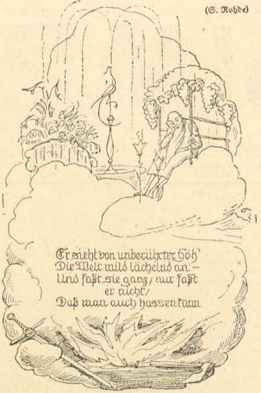 (S. Rohde)
Er sieht von unberührter Höh'
Die Welt mild lächelnd an –
Und faßt sie ganz, nur faßt
er nicht,
Daß man auch hassen kann.